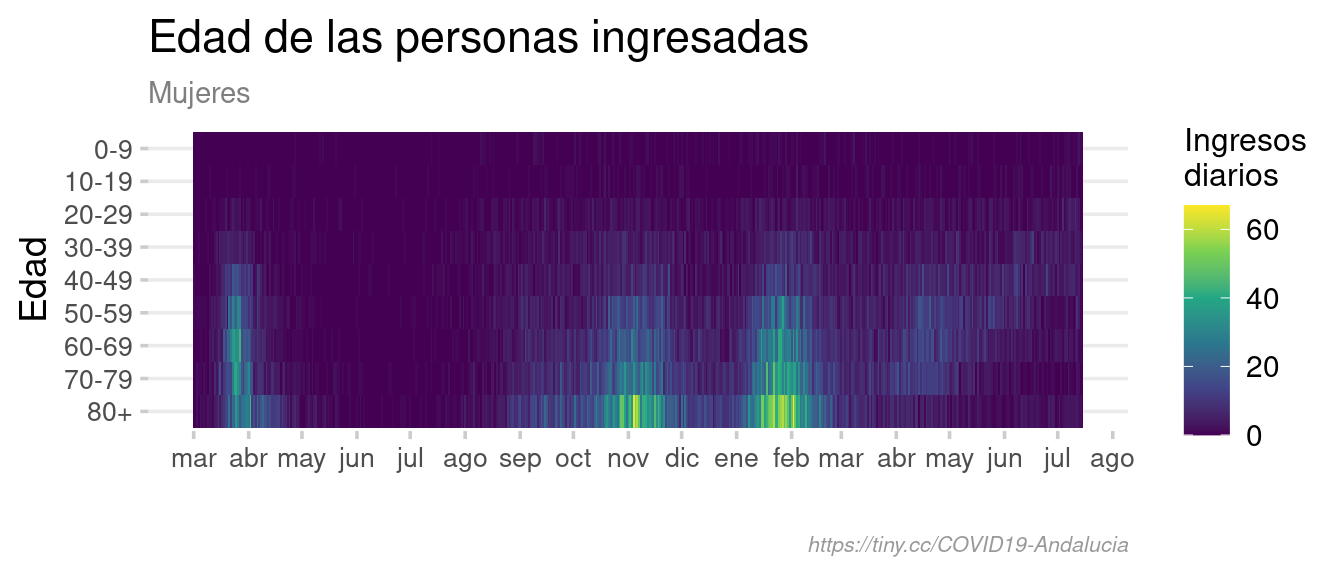 Edad de las personas ingresadas
Mujeres
Ingresos
diarios
60
40
20
0
Edad
0-9
10-19
20-29
30-39
40-49
50-59
60-69
70-79
80+
mar abr may jun jul ago sep oct nov dic ene feb mar abr may jun jul ago
https://tiny.cc/COVID19-Andalucia